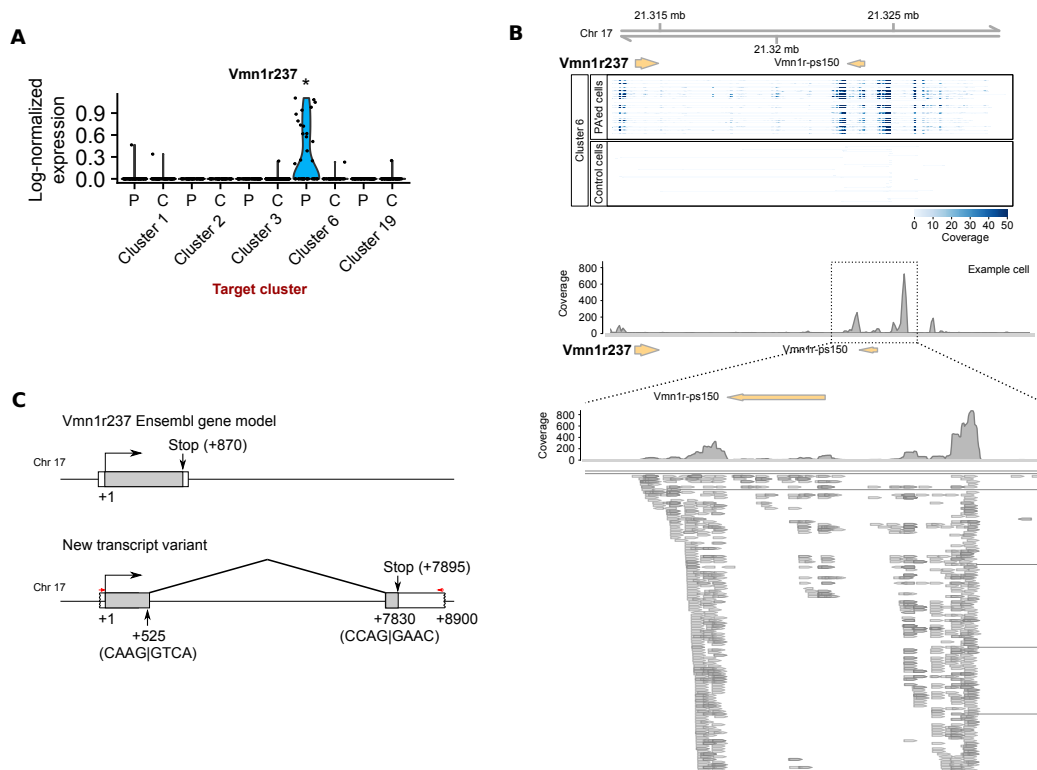 A
Vmn1r237
*
Log-normalized
expression
0.9
0.6
0.3
0.0
P C P C P C P C P C
Cluster 1
Cluster 2
Cluster 3
Cluster 6
Cluster 19
Target cluster
B
21.315 mb
21.325 mb
Chr 17
21.32 mb
Vmn1r237
Vmn1r-ps150
Cluster 6
PA'ed cells
Control cells
0 10 20 30 40 50
Coverage
Example cell
Coverage
800
600
400
200
0
Vmn1r237
Vmn1r-ps150
Vmn1r-ps150
Coverage
800
600
400
200
0
C
Vmn1r237 Ensembl gene model
Stop (+870)
Chr 17
+1
New transcript variant
Stop (+7895)
Chr 17
+1
+7830
+8900
+525
(CCAG|GAAC)
(CAAG|GTCA)